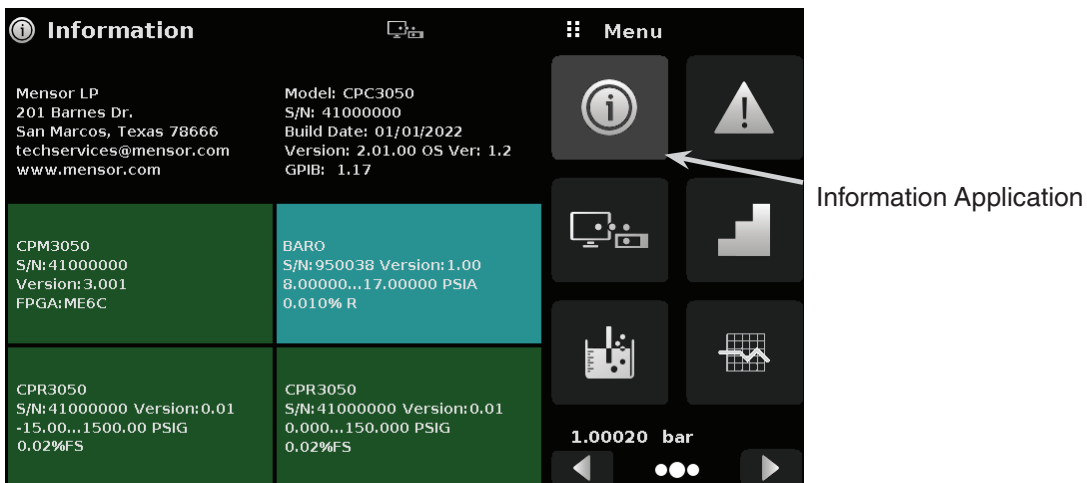 Information
Mensor LP
201 Barnes Dr.
San Marcos, Texas 78666
techservices@mensor.com
www.mensor.com
Model: CPC3050
S/N: 41000000
Build Date: 01/01/2022
Version: 2.01.00 OS Ver: 1.2
GPIB: 1.17
CPM3050
S/N:41000000
Version:3.001
FPGA:ME6C
BARO
S/N:950038 Version:1.00
8.00000...17.00000 PSIA
0.010% R
CPR3050
S/N:41000000 Version:0.01
-15.00...1500.00 PSIG
0.02%FS
CPR3050
S/N:41000000 Version:0.01
0.000...150.000 PSIG
0.02%FS
Menu
1.00020 bar
Information Application